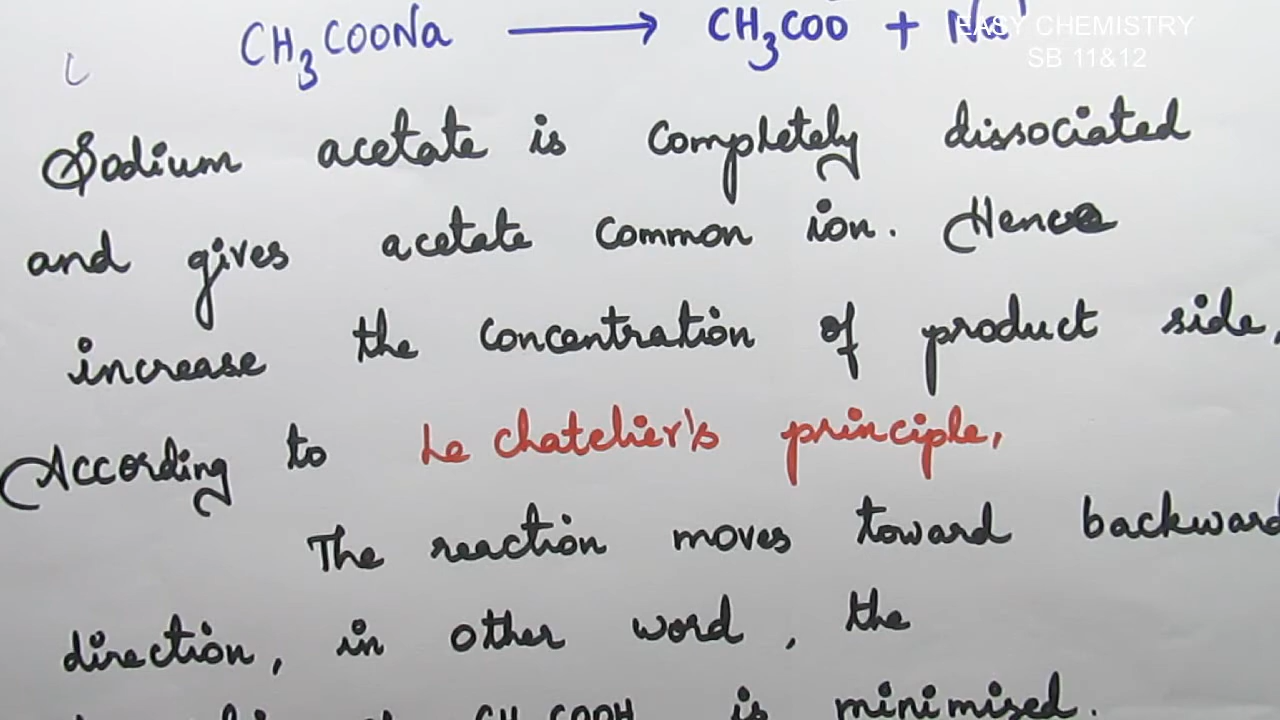 CH₃COONa ⟶ CH₃COO + Na⁺
EASY CHEMISTRY
SB 11&12
Sodium acetate is completely dissociated
and gives acetate common ion. Hence
increase the concentration of product side,
According to Le chatelier's principle,
The reaction moves toward backward
direction, in other word, the
CH₃COOH is minimised.